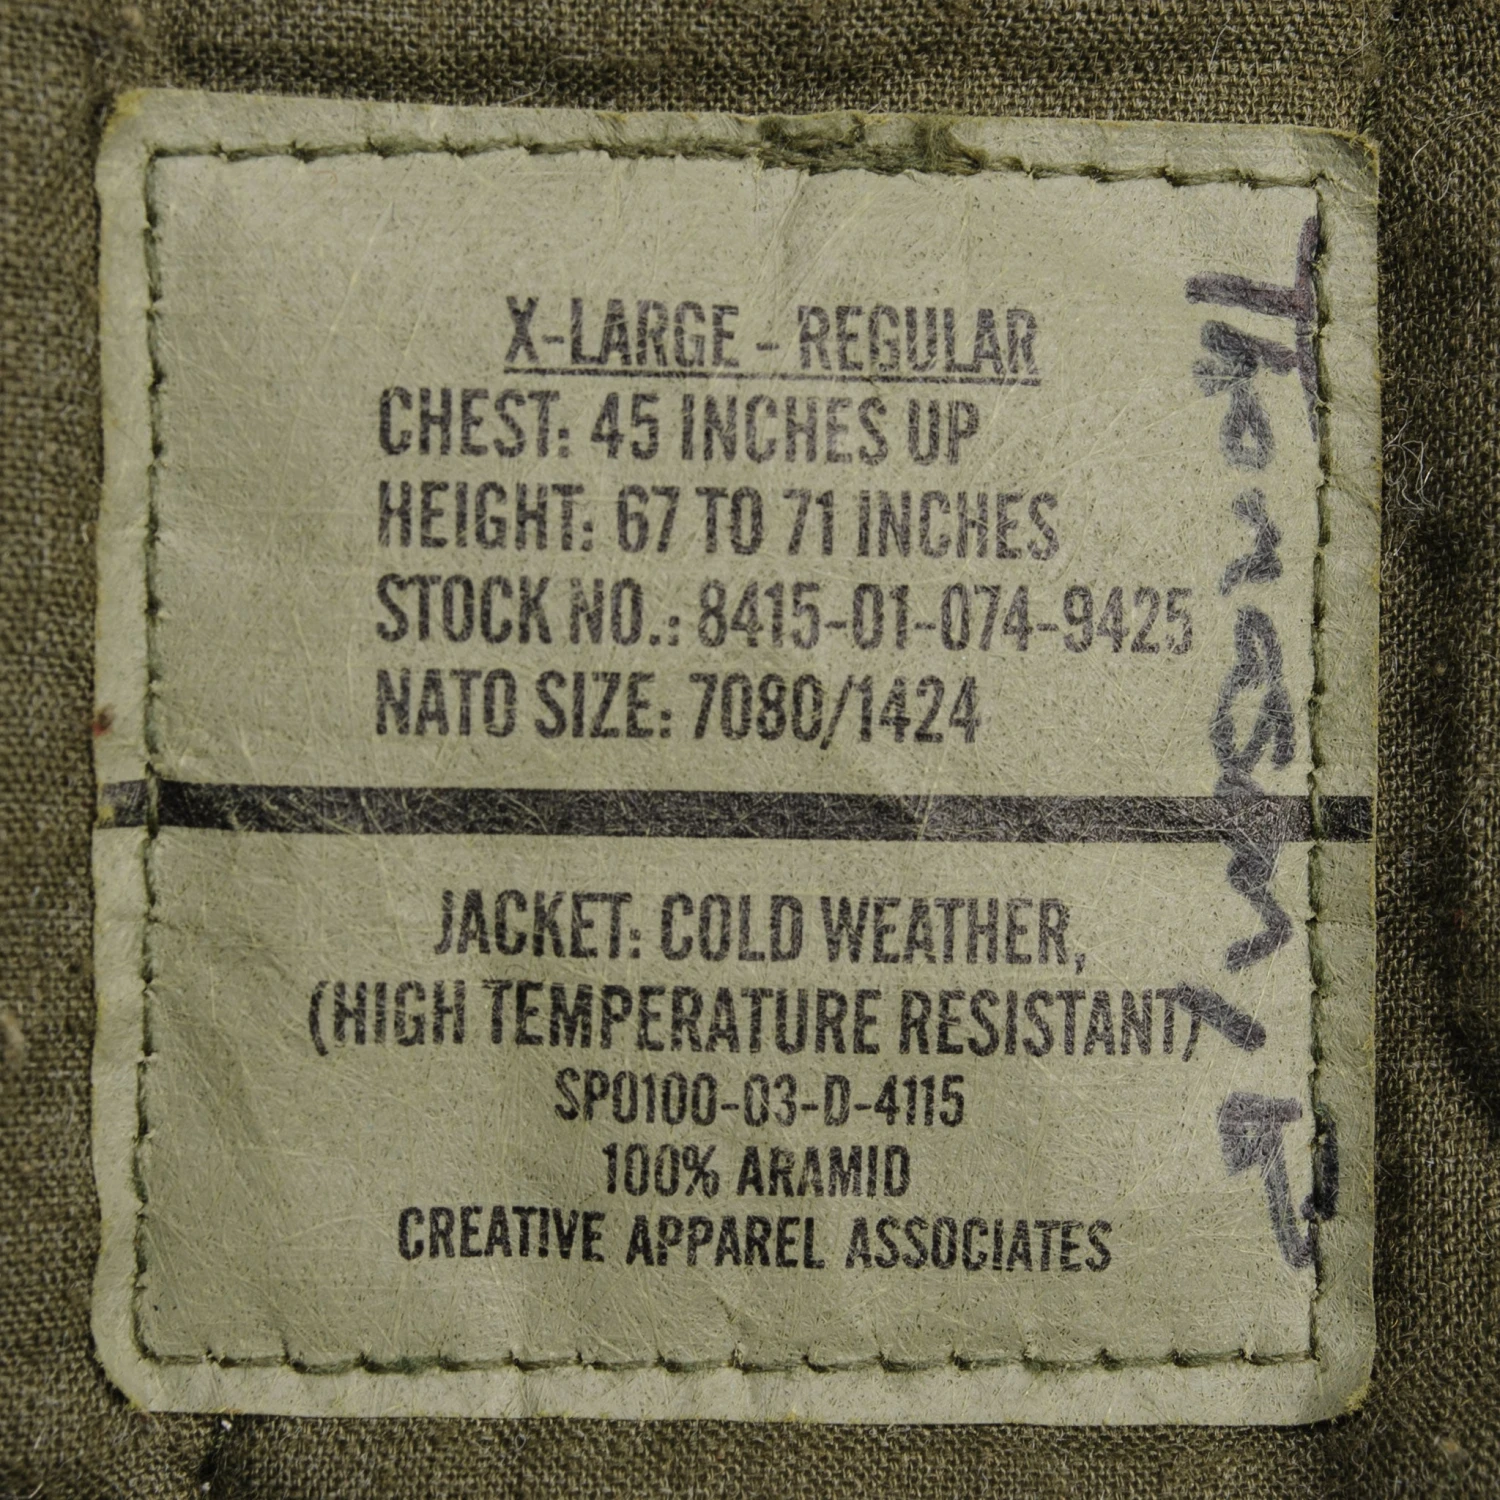 X-LARGE - REGULAR
CHEST: 45 INCHES UP
HEIGHT: 67 TO 71 INCHES
STOCK NO.: 8415-01-074-9425
NATO SIZE: 7080/1424
JACKET: COLD WEATHER,
(HIGH TEMPERATURE RESISTANT)
SP0100-03-D-4115
100% ARAMID
CREATIVE APPAREL ASSOCIATES